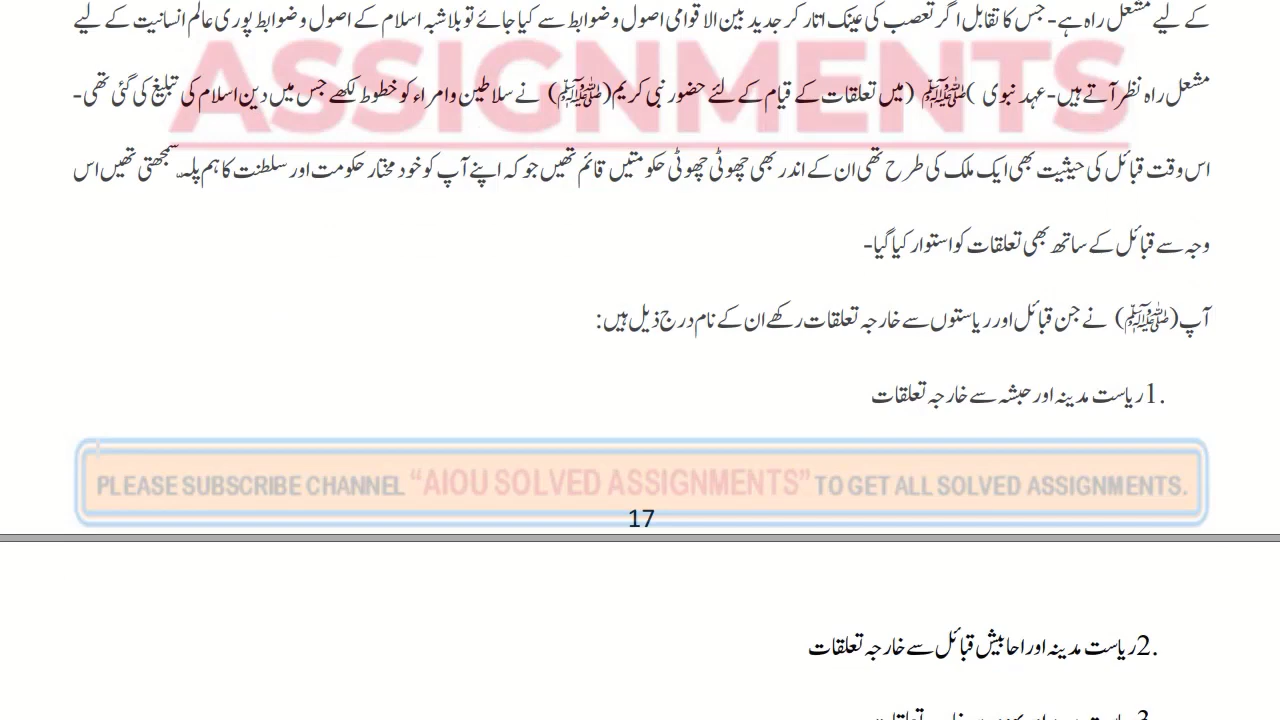 کے لیے مشعل راہ ہے- جس کا تقابل اگر تعصب کی عینک اتار کر جدید بین الاقوامی اصول و ضوابط سے کیا جائے تو بلاشبہ اسلام کے اصول و ضوابط پوری عالم انسانیت کے لیے
ASSIGNMENTS
مشعل راہ نظر آتے ہیں- عہد نبوی )ﷺ (میں تعلقات کے قیام کے لئے حضور نبی کریم(ﷺ) نے سلاطین و امراء کو خطوط لکھے جس میں دین اسلام کی تبلیغ کی گئی تھی-
اس وقت قبائل کی حیثیت بھی ایک ملک کی طرح تھی ان کے اندر بھی چھوٹی چھوٹی حکومتیں قائم تھیں جو کہ اپنے آپ کو خود مختار حکومت اور سلطنت کا ہم پلہ سمجھتی تھیں اس
وجہ سے قبائل کے ساتھ بھی تعلقات کو استوار کیا گیا-
آپ(ﷺ) نے جن قبائل اور ریاستوں سے خارجہ تعلقات رکھے ان کے نام درج ذیل ہیں:
.1ریاست مدینہ اور حبشہ سے خارجہ تعلقات
PLEASE SUBSCRIBE CHANNEL “AIOU SOLVED ASSIGNMENTS” TO GET ALL SOLVED ASSIGNMENTS.
17
.2ریاست مدینہ اور احابیش قبائل سے خارجہ تعلقات